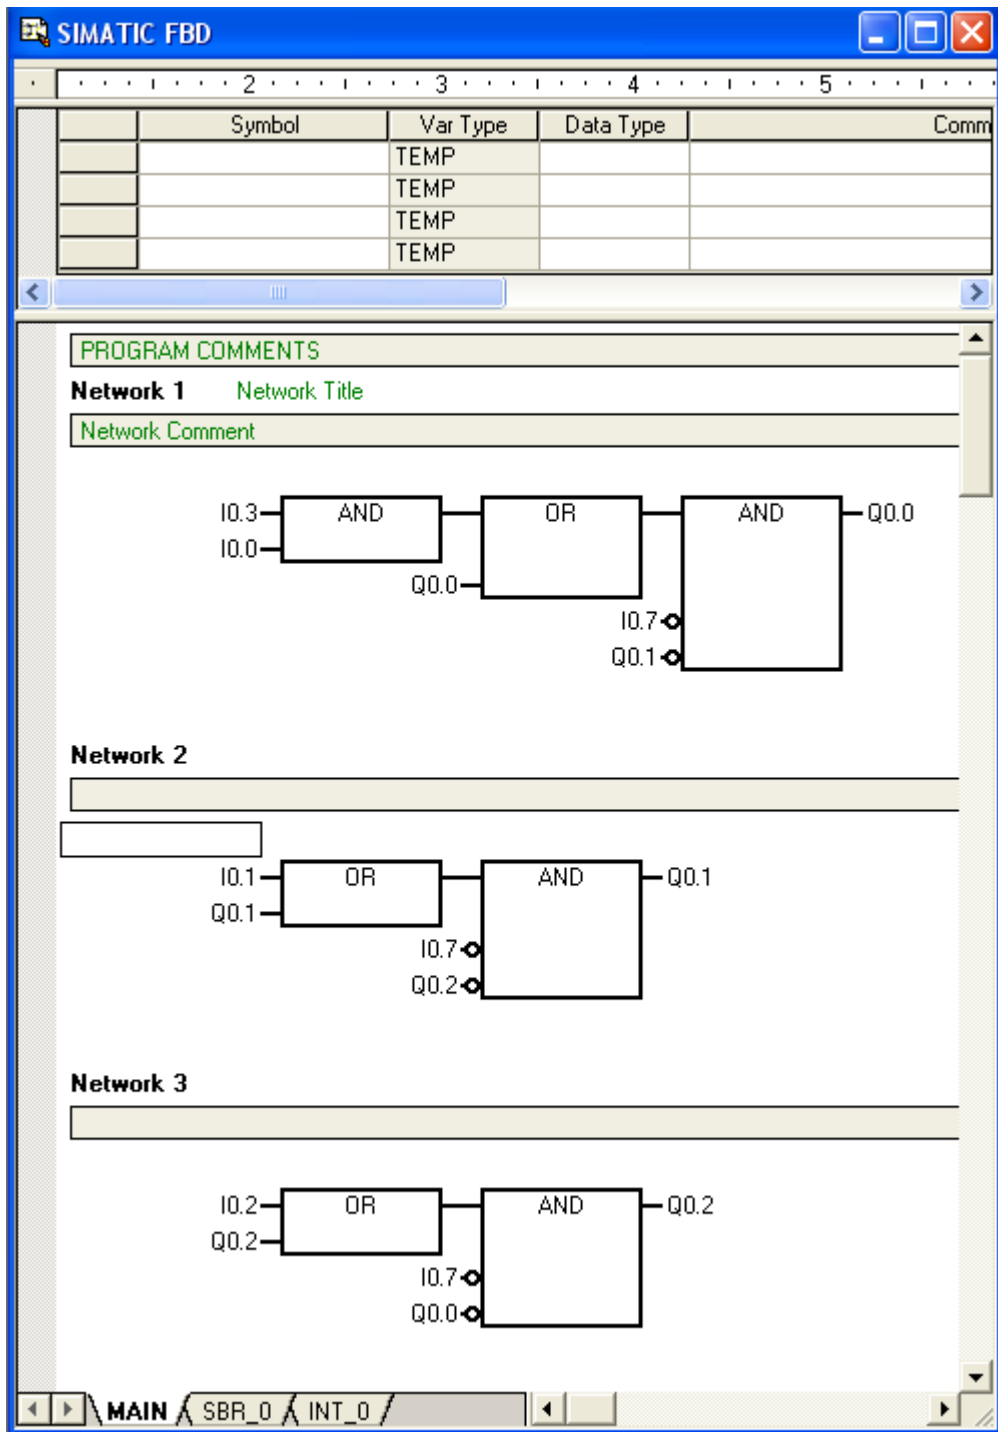 SIMATIC FBD
2 3 4 5
Symbol Var Type Data Type Comm
TEMP
TEMP
TEMP
TEMP
PROGRAM COMMENTS
Network 1 Network Title
Network Comment
I0.3 AND OR AND Q0.0
I0.0
Q0.0
I0.7
Q0.1
Network 2
I0.1 OR AND Q0.1
Q0.1
I0.7
Q0.2
Network 3
I0.2 OR AND Q0.2
Q0.2
I0.7
Q0.0
MAIN SBR_0 INT_0